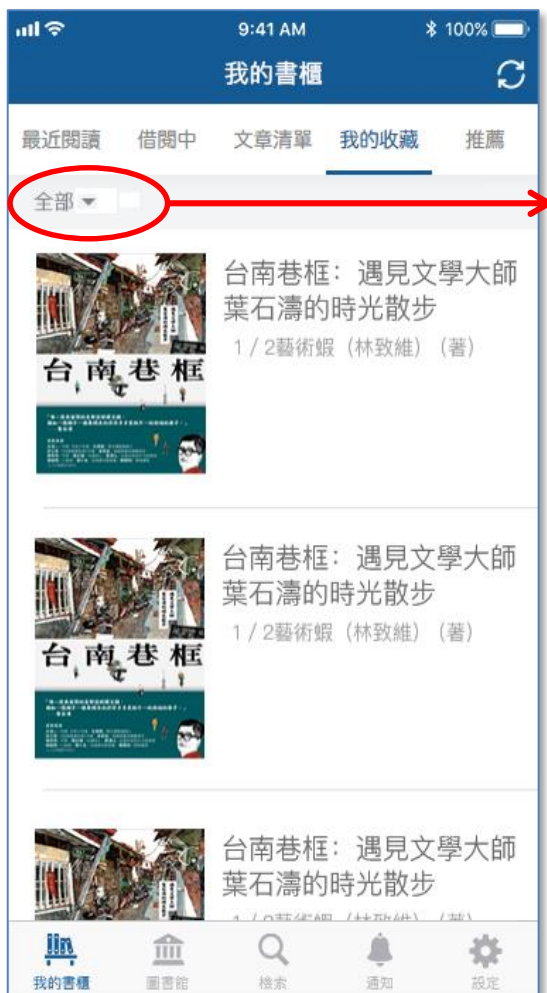 9:41 AM
100%
我的書櫃
最近閱讀 借閱中 文章清單 我的收藏 推薦
全部
台南巷框：遇見文學大師
葉石濤的時光散步
1 / 2藝術蝦（林致維）（著）
台南巷框
台南巷框：遇見文學大師
葉石濤的時光散步
1 / 2藝術蝦（林致維）（著）
台南巷框
台南巷框：遇見文學大師
葉石濤的時光散步
我的書櫃 圖書館 檢索 通知 設定